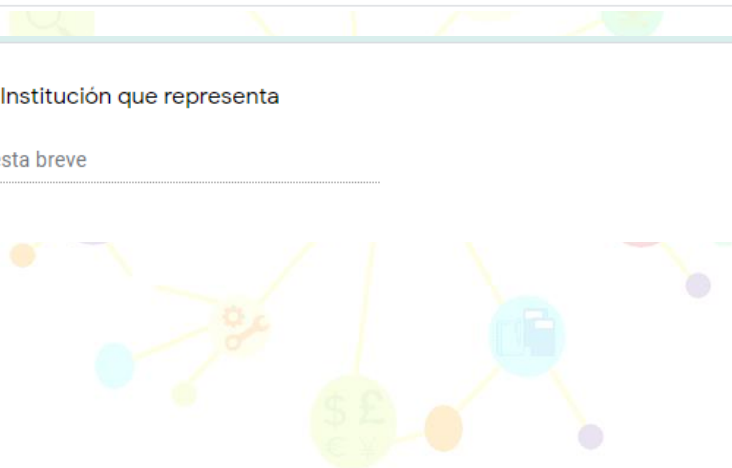 Institución que representa
esta breve
$ £
€ ¥